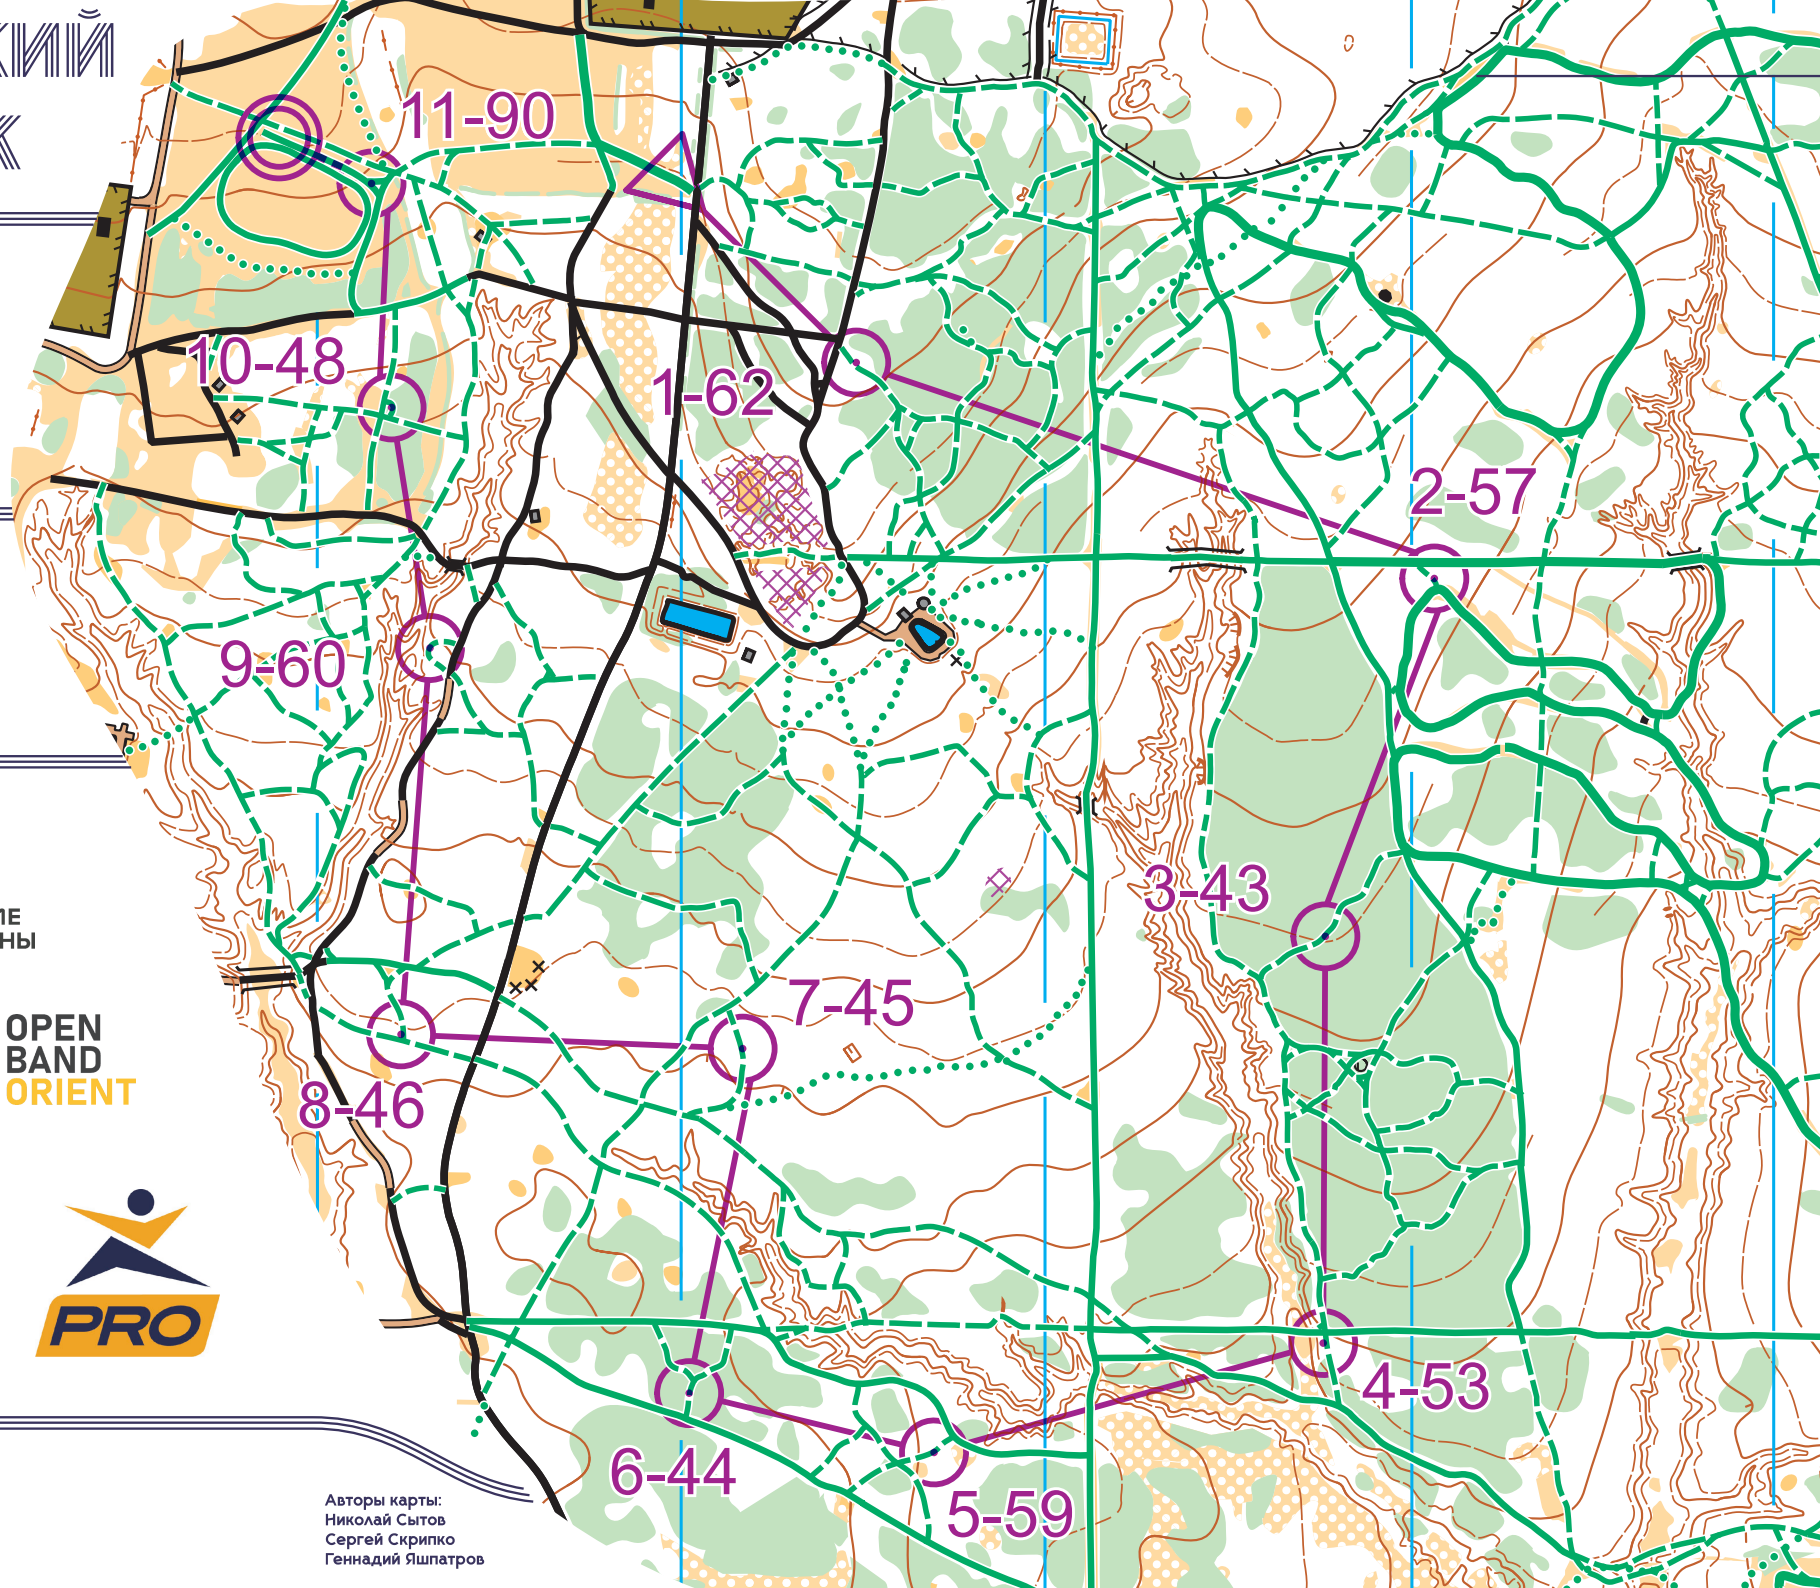 КИЙ
К
11-90
10-48
1-62
2-57
9-60
3-43
ИЕ
НЫ
7-45
OPEN
BAND
ORIENT
8-46
PRO
4-53
6-44
5-59
Авторы карты:
Николай Сытов
Сергей Скрипко
Геннадий Яшпатров